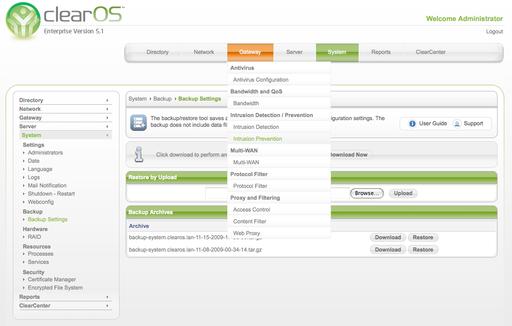 clearOS™
Enterprise Version 5.1
Welcome Administrator
Logout
Directory Network Gateway Server System Reports ClearCenter
Antivirus
Antivirus Configuration
Bandwidth and QoS
Bandwidth
Intrusion Detection / Prevention
Intrusion Detection
Intrusion Prevention
Multi-WAN
Multi-WAN
Protocol Filter
Protocol Filter
Proxy and Filtering
Access Control
Content Filter
Web Proxy
Directory
Network
Gateway
Server
System
Settings
Administrators
Date
Language
Logs
Mail Notification
Shutdown - Restart
Webconfig
Backup
Backup Settings
Hardware
RAID
Resources
Processes
Services
Security
Certificate Manager
Encrypted File System
Reports
ClearCenter
System Backup Backup Settings
The backup/restore tool saves a
figuration settings. The
backup does not include data fi
User Guide Support
Click download to perform an
Download Now
Restore by Upload
Browse... Upload
Backup Archives
Archive
backup-system.clearos.lan-11-15-2009-
tar.gz Download Restore
backup-system.clearos.lan-11-08-2009-00-34-14.tar.gz Download Restore